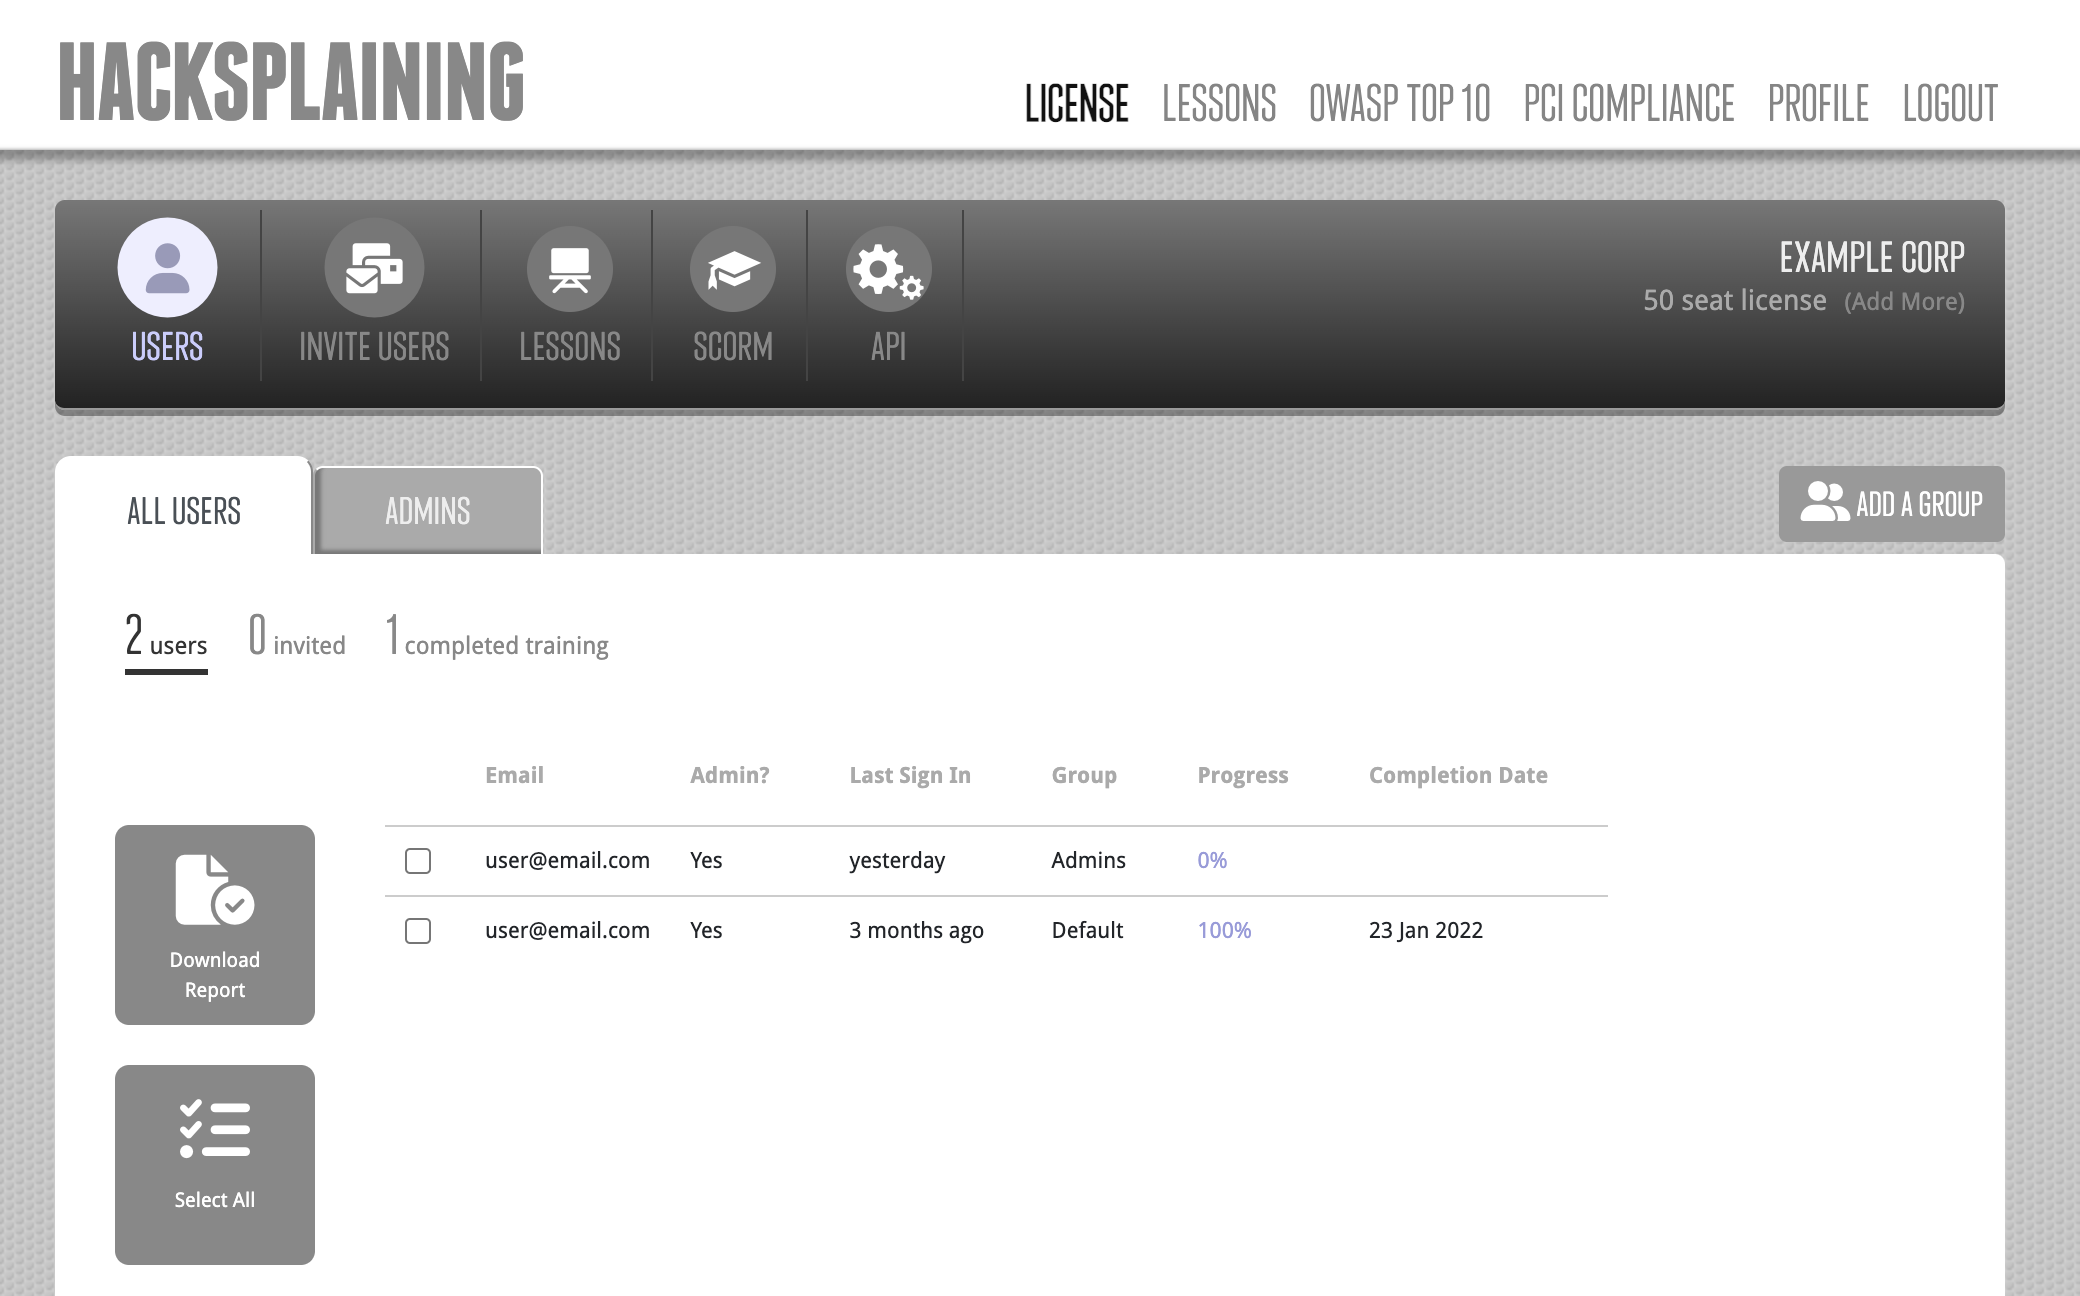 HACKSPLAINING
LICENSE LESSONS OWASP TOP 10 PCI COMPLIANCE PROFILE LOGOUT
USERS INVITE USERS LESSONS SCORM API
EXAMPLE CORP
50 seat license (Add More)
ALL USERS ADMINS ADD A GROUP
2 users 0 invited 1 completed training
Email Admin? Last Sign In Group Progress Completion Date
user@email.com Yes yesterday Admins 0%
user@email.com Yes 3 months ago Default 100% 23 Jan 2022
Download
Report
Select All